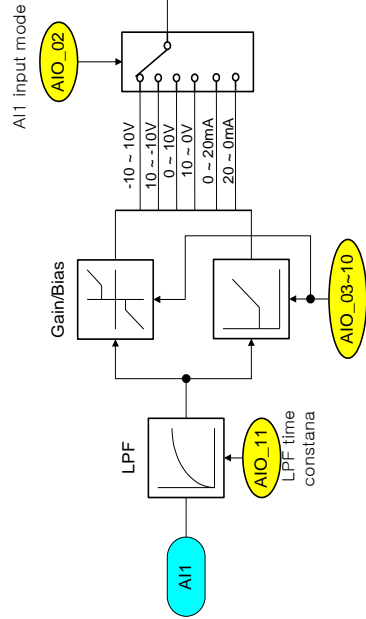 AI1
LPF
AIO_11
LPF time
constana
Gain/Bias
AIO_03~10
-10 ~ 10V
10 ~ -10V
0 ~ 10V
10 ~ 0V
0 ~ 20mA
20 ~ 0mA
AI1 input mode
AIO_02